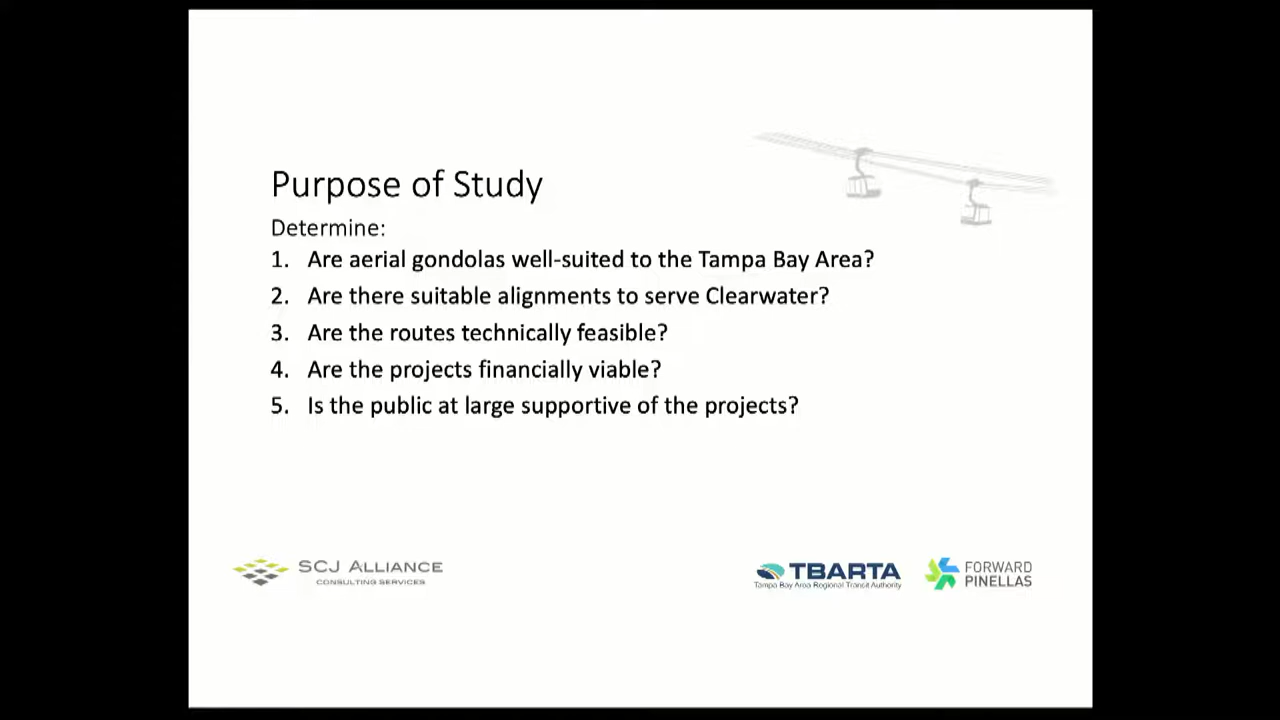 Purpose of Study
Determine:
1. Are aerial gondolas well-suited to the Tampa Bay Area?
2. Are there suitable alignments to serve Clearwater?
3. Are the routes technically feasible?
4. Are the projects financially viable?
5. Is the public at large supportive of the projects?
SCJ ALLIANCE
CONSULTING SERVICES
TBARTA
Tampa Bay Area Regional Transit Authority
FORWARD
PINELLAS